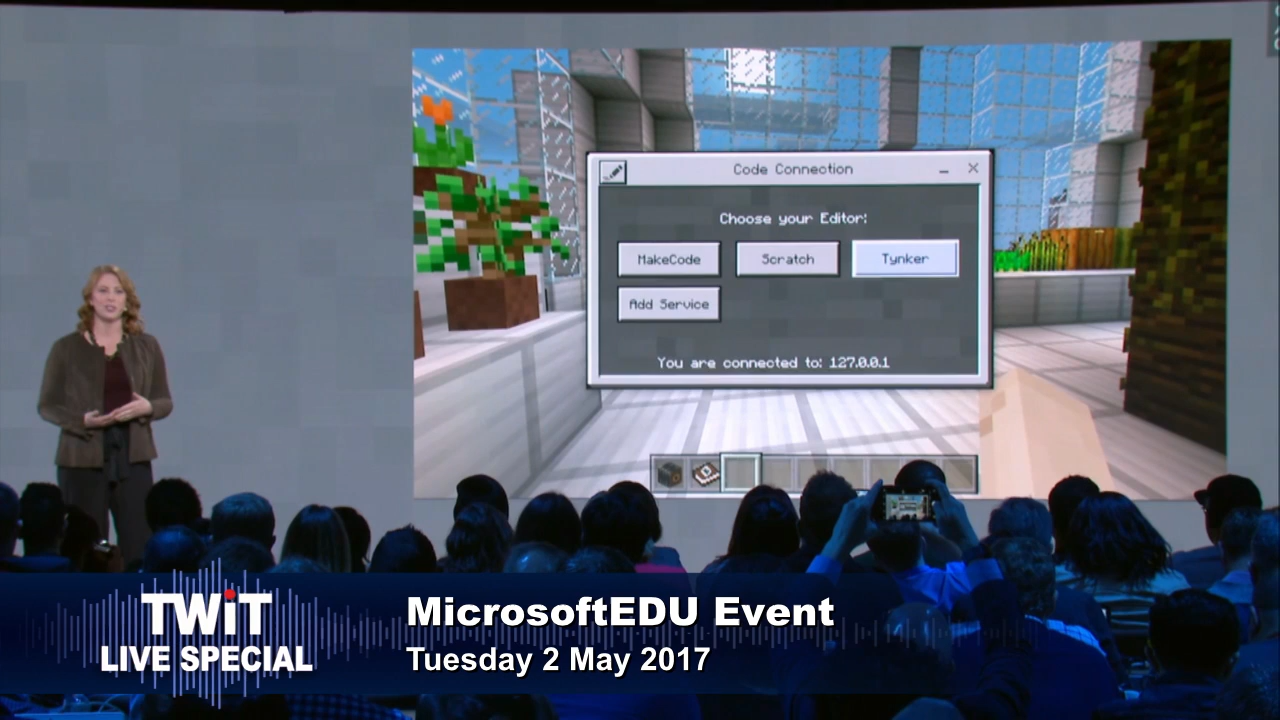 Code Connection
Choose your Editor:
MakeCode Scratch Tynker
Add Service
You are connected to: 127.0.0.1
TWiT
LIVE SPECIAL
MicrosoftEDU Event
Tuesday 2 May 2017